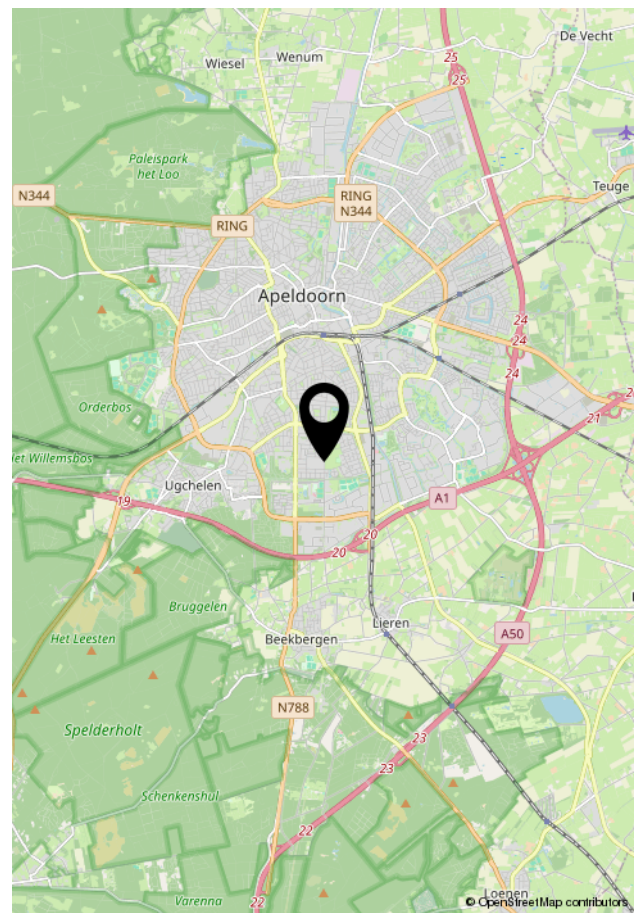 De Vecht
Wiesel
Wenum
25
25
Paleispark
het Loo
Teuge
N344
RING
N344
RING
Apeldoorn
24
24
24
Orderbos
21
Het Willemsbos
Ugchelen
19
A1
20
20
Bruggelen
Lieren
Het Leesten
Beekbergen
A50
N788
Spelderholt
23
23
Schenkenshul
22
Varenna
22
Loenen
© OpenStreetMap contributors